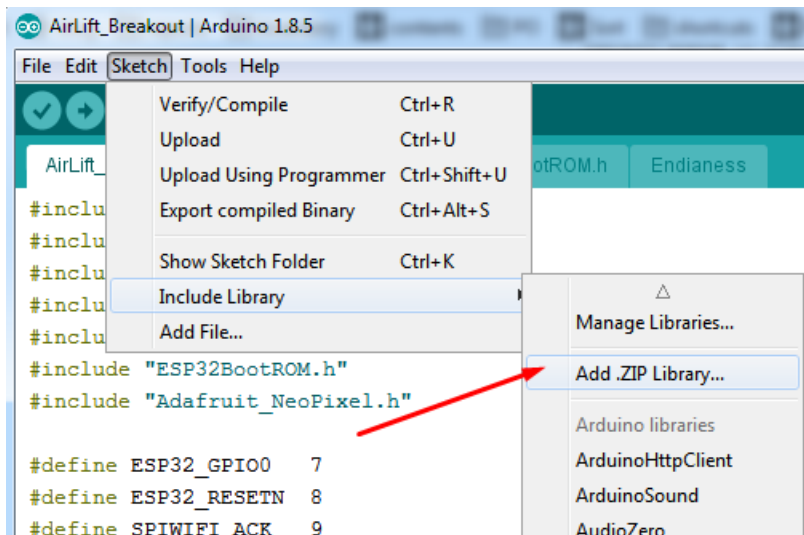 AirLift_Breakout | Arduino 1.8.5
File Edit Sketch Tools Help
Verify/Compile Ctrl+R
Upload Ctrl+U
Upload Using Programmer Ctrl+Shift+U
Export compiled Binary Ctrl+Alt+S
Show Sketch Folder Ctrl+K
Include Library
Add File...
AirLift_ otROM.h Endianess
#inclu
#inclu
#inclu
#inclu
#inclu
#include "ESP32BootROM.h"
#include "Adafruit_NeoPixel.h"
#define ESP32_GPIO0 7
#define ESP32_RESETN 8
#define SPIWIFI_ACK 9
Manage Libraries...
Add .ZIP Library...
Arduino libraries
ArduinoHttpClient
ArduinoSound
AudioZero